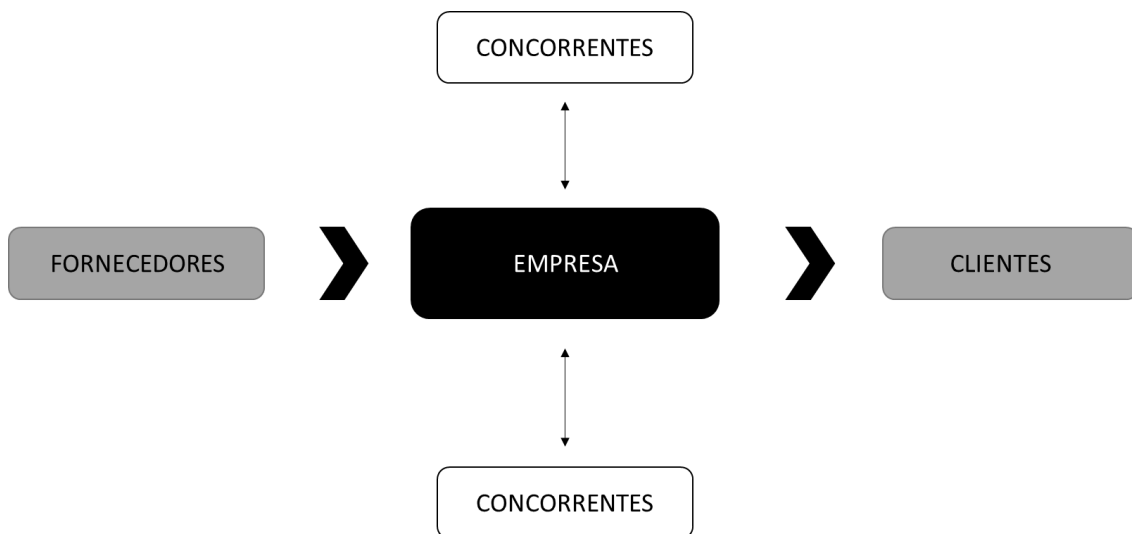 CONCORRENTES
FORNECEDORES
EMPRESA
CLIENTES
CONCORRENTES